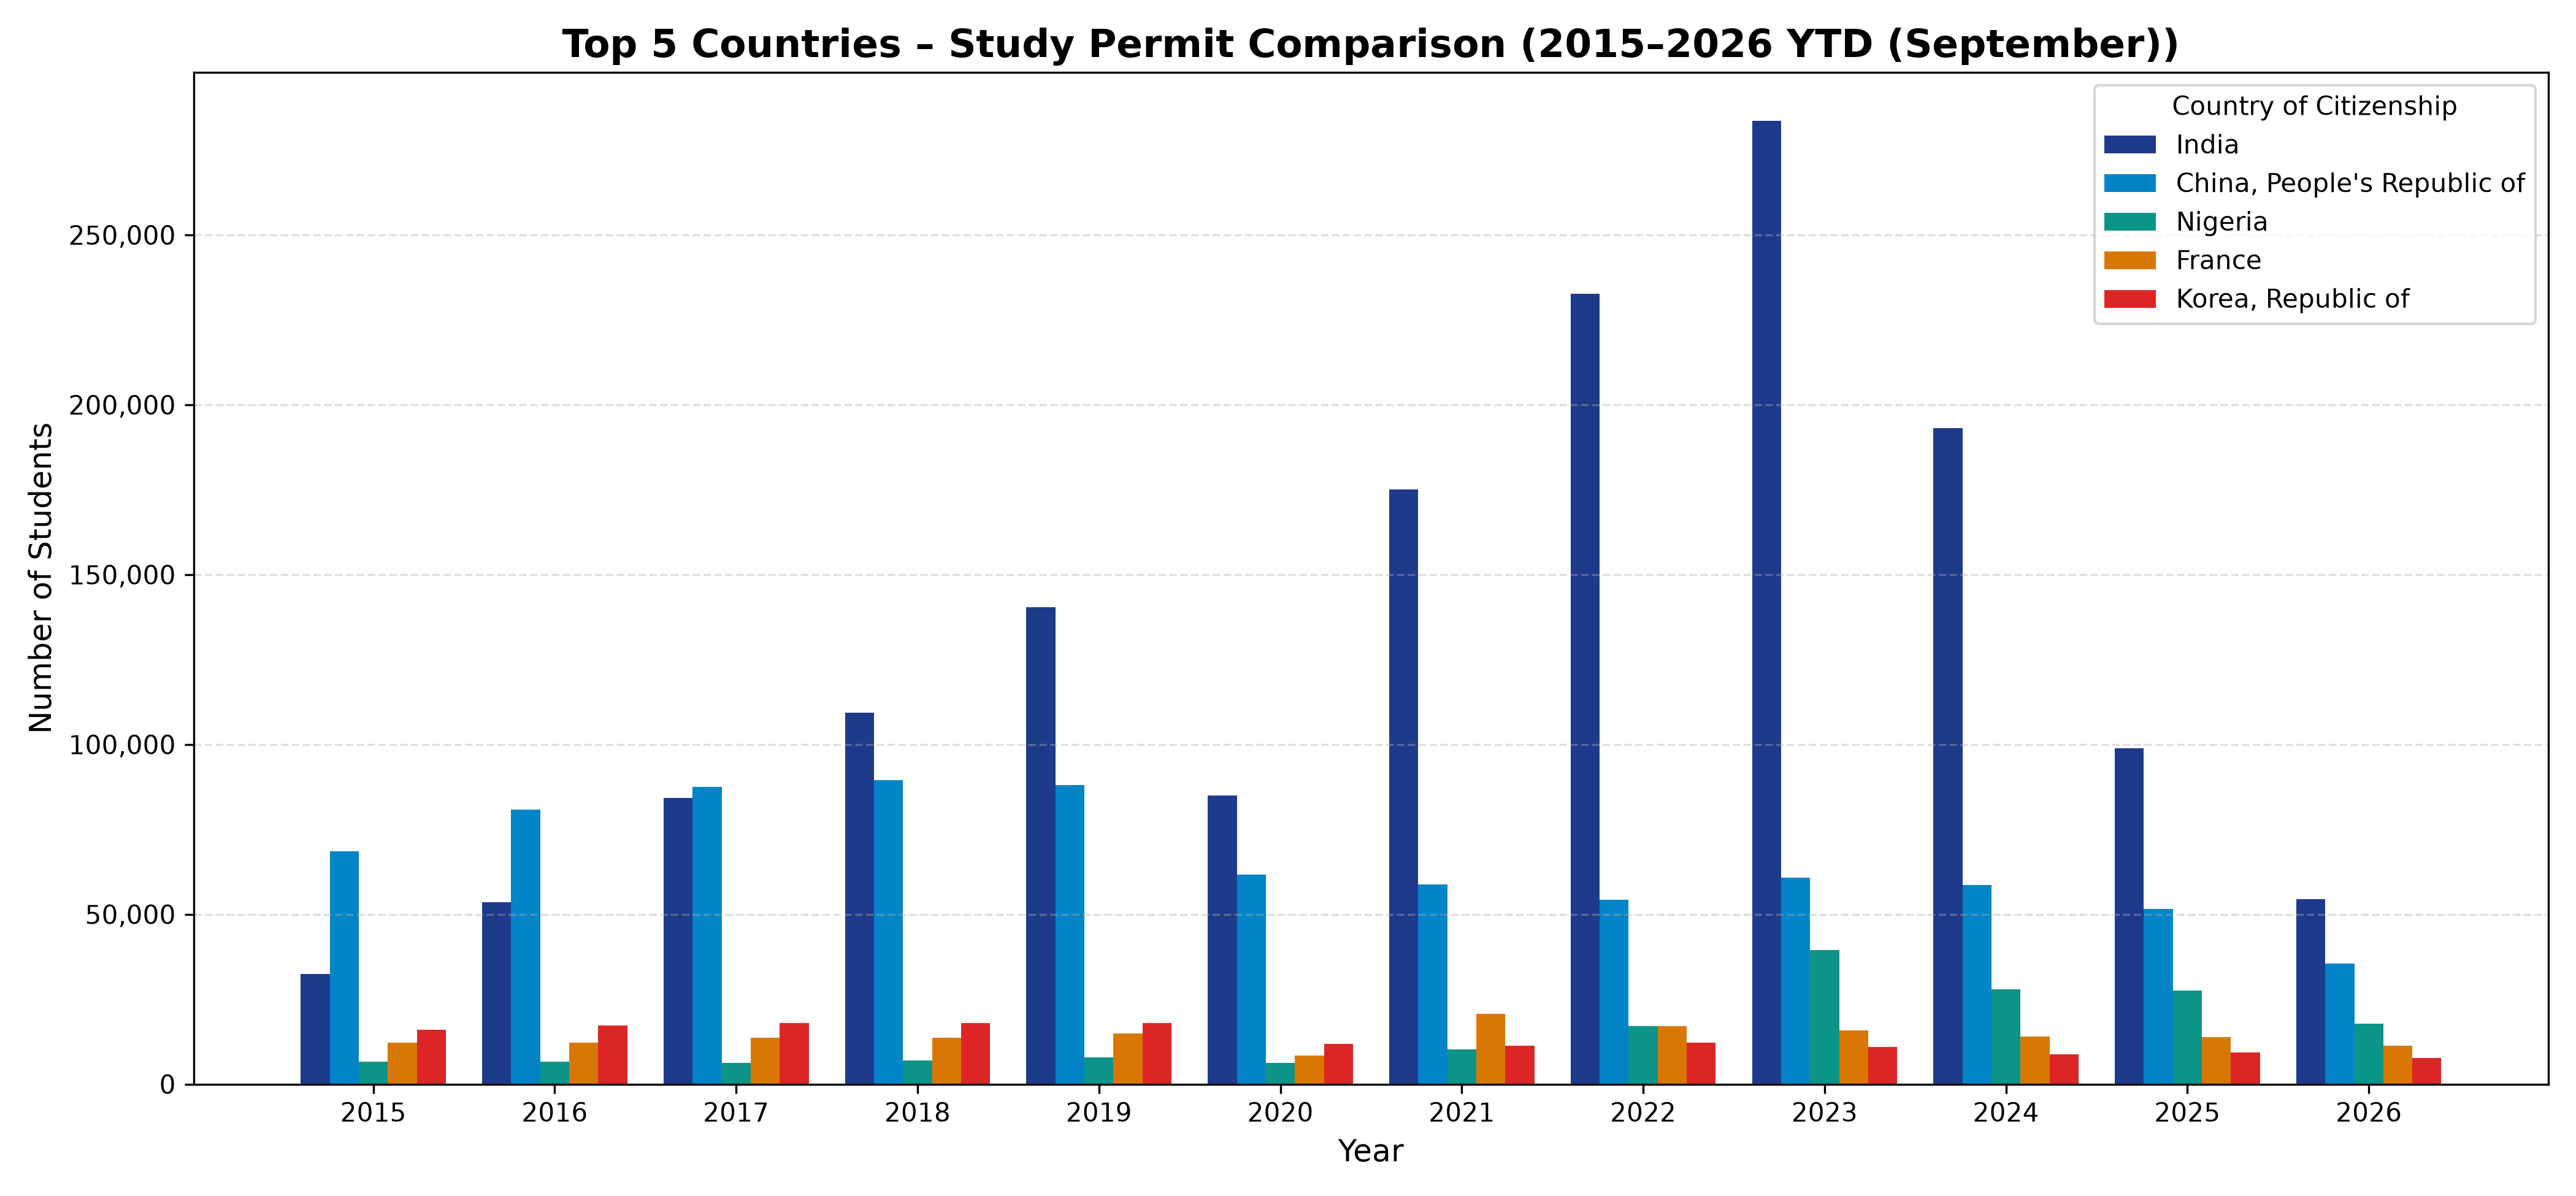 Top 5 Countries – Study Permit Comparison (2015–2026 YTD (September))
Country of Citizenship
India
China, People's Republic of
Nigeria
France
Korea, Republic of
Number of Students
250,000
200,000
150,000
100,000
50,000
0
2015 2016 2017 2018 2019 2020 2021 2022 2023 2024 2025 2026
Year